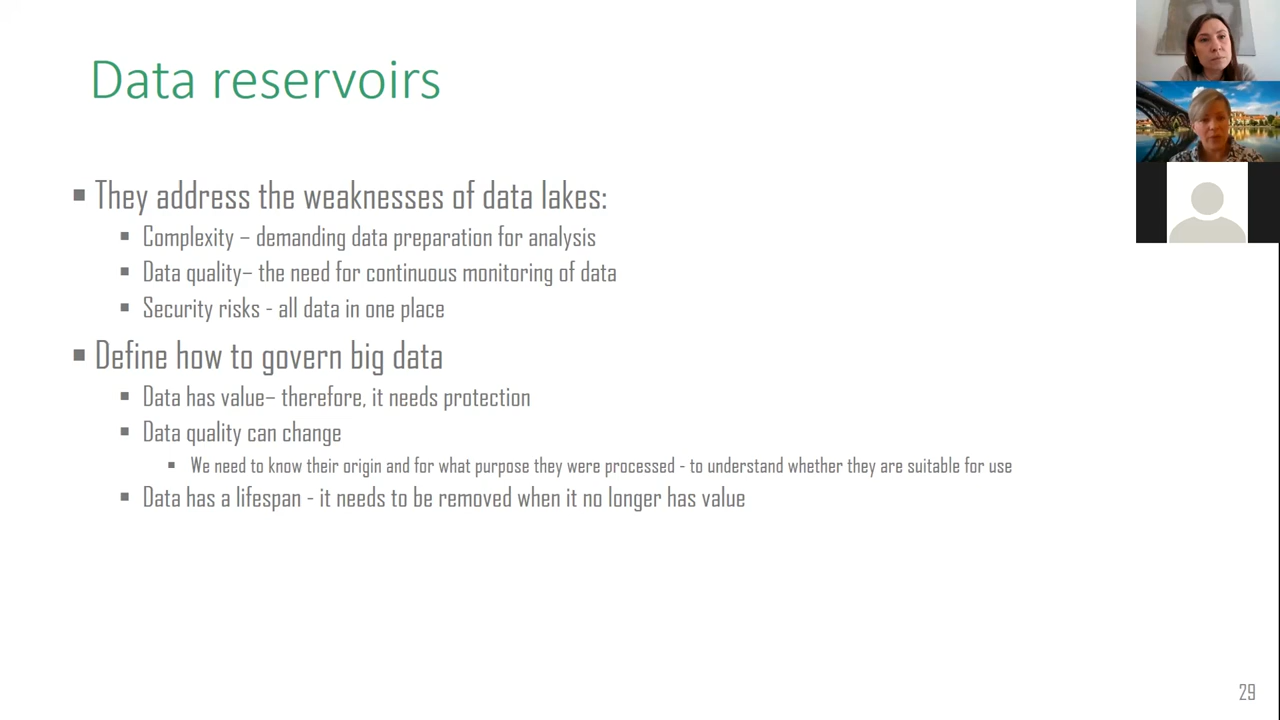 Data reservoirs
▪ They address the weaknesses of data lakes:
▪ Complexity – demanding data preparation for analysis
▪ Data quality– the need for continuous monitoring of data
▪ Security risks - all data in one place
▪ Define how to govern big data
▪ Data has value– therefore, it needs protection
▪ Data quality can change
▪ We need to know their origin and for what purpose they were processed - to understand whether they are suitable for use
▪ Data has a lifespan - it needs to be removed when it no longer has value
29